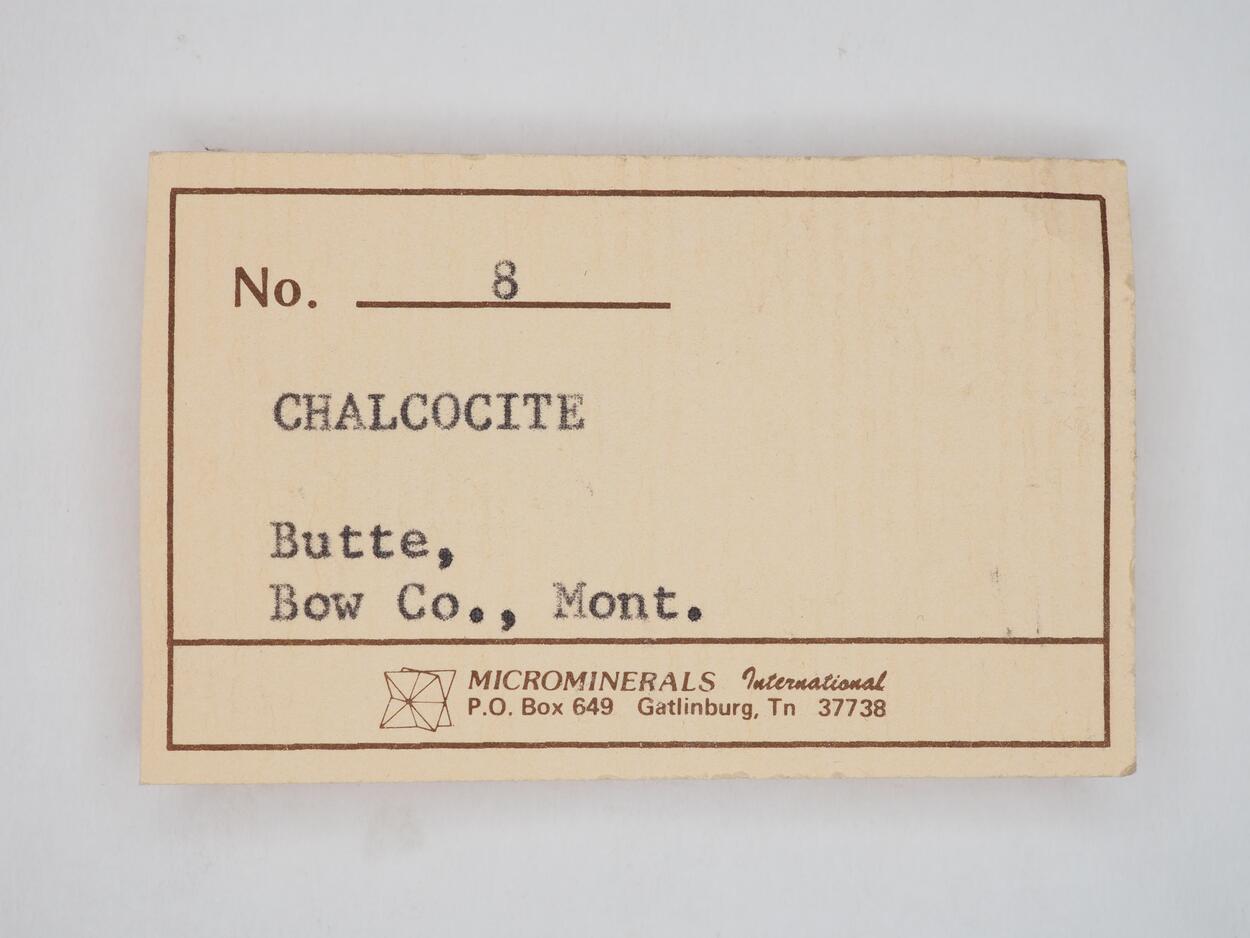 No. 8
CHALCOCITE
Butte,
Bow Co., Mont.
MICROMINERALS International
P.O. Box 649 Gatlinburg, Tn 37738